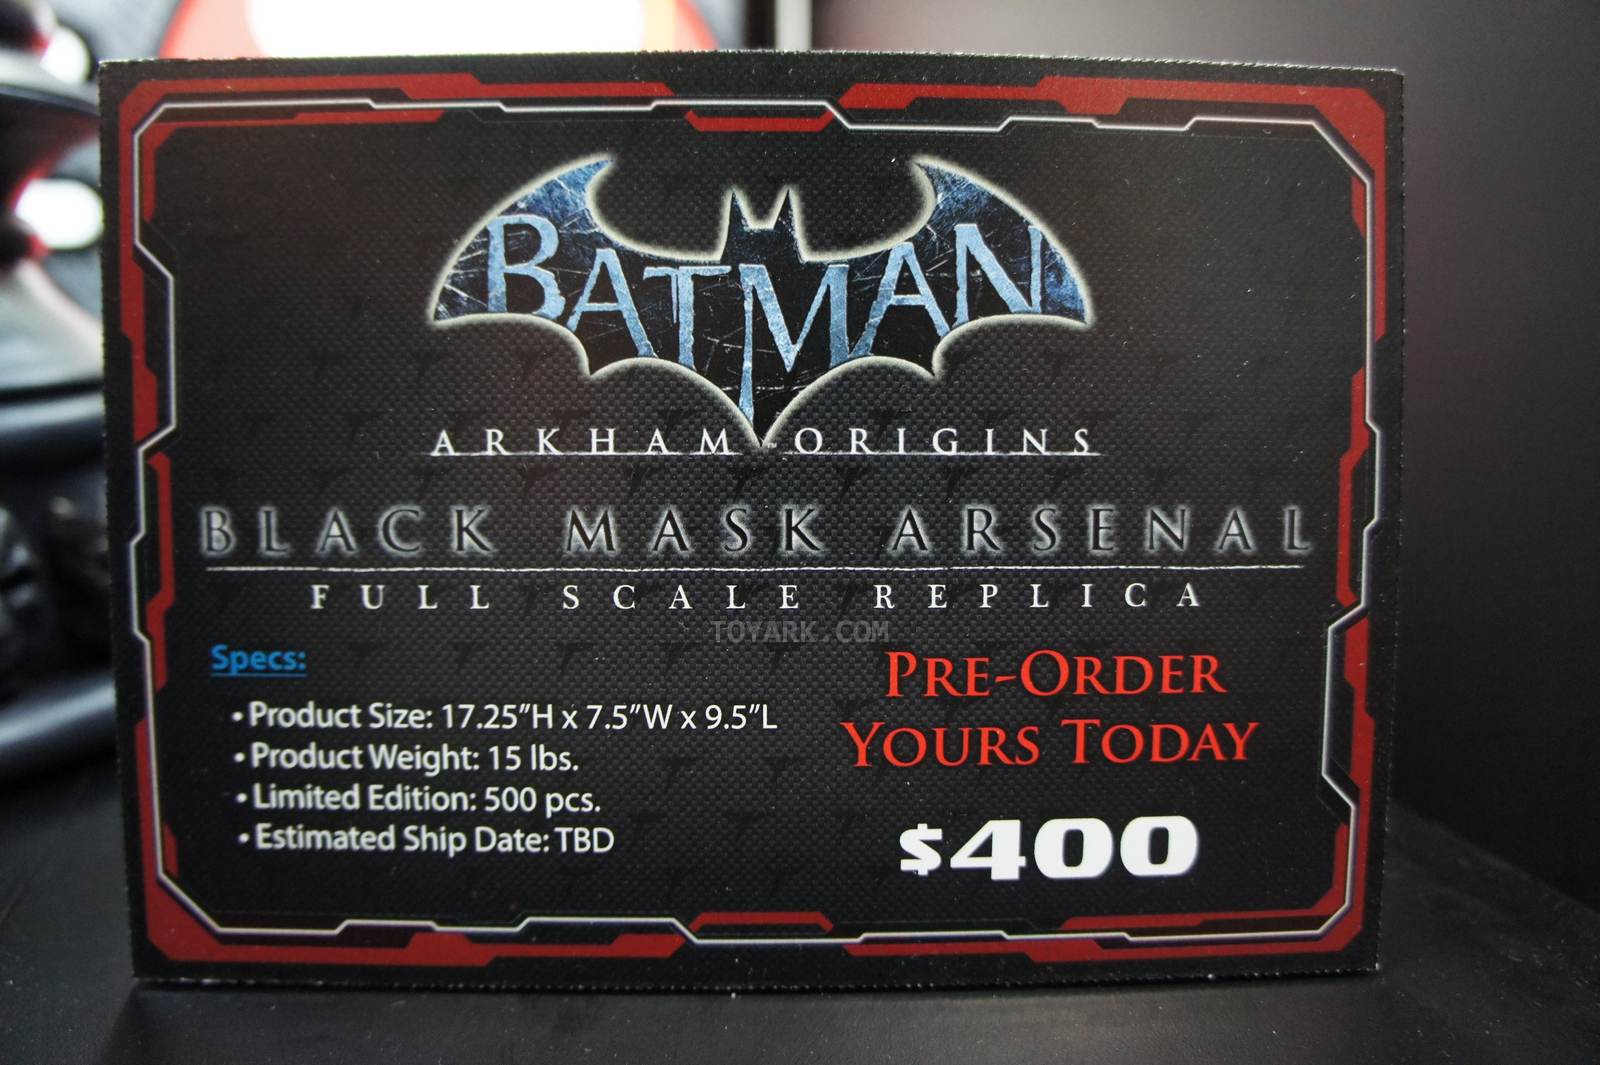 BATMAN
ARKHAM ORIGINS
BLACK MASK ARSENAL
FULL SCALE REPLICA
TOYARK.COM
Specs:
• Product Size: 17.25"H x 7.5"W x 9.5"L
• Product Weight: 15 lbs.
• Limited Edition: 500 pcs.
• Estimated Ship Date: TBD
PRE-ORDER
YOURS TODAY
$400